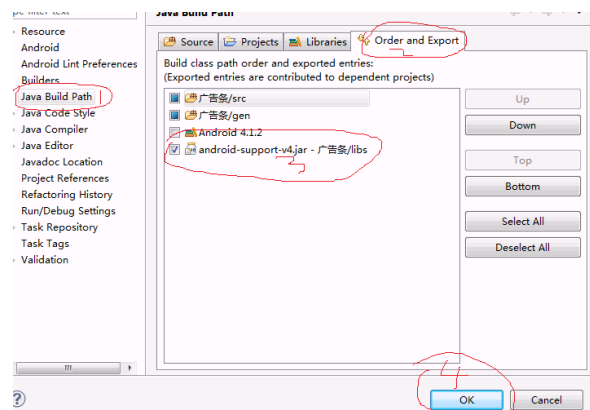 Java Build Path
Resource
Android
Android Lint Preferences
Builders
Java Build Path 1
Java Code Style
Java Compiler
Java Editor
Javadoc Location
Project References
Refactoring History
Run/Debug Settings
Task Repository
Task Tags
Validation
Source Projects Libraries Order and Export
2
Build class path order and exported entries:
(Exported entries are contributed to dependent projects)
广告条/src
广告条/gen
Android 4.1.2
android-support-v4.jar - 广告条/libs
3
Up
Down
Top
Bottom
Select All
Deselect All
4
?
OK Cancel